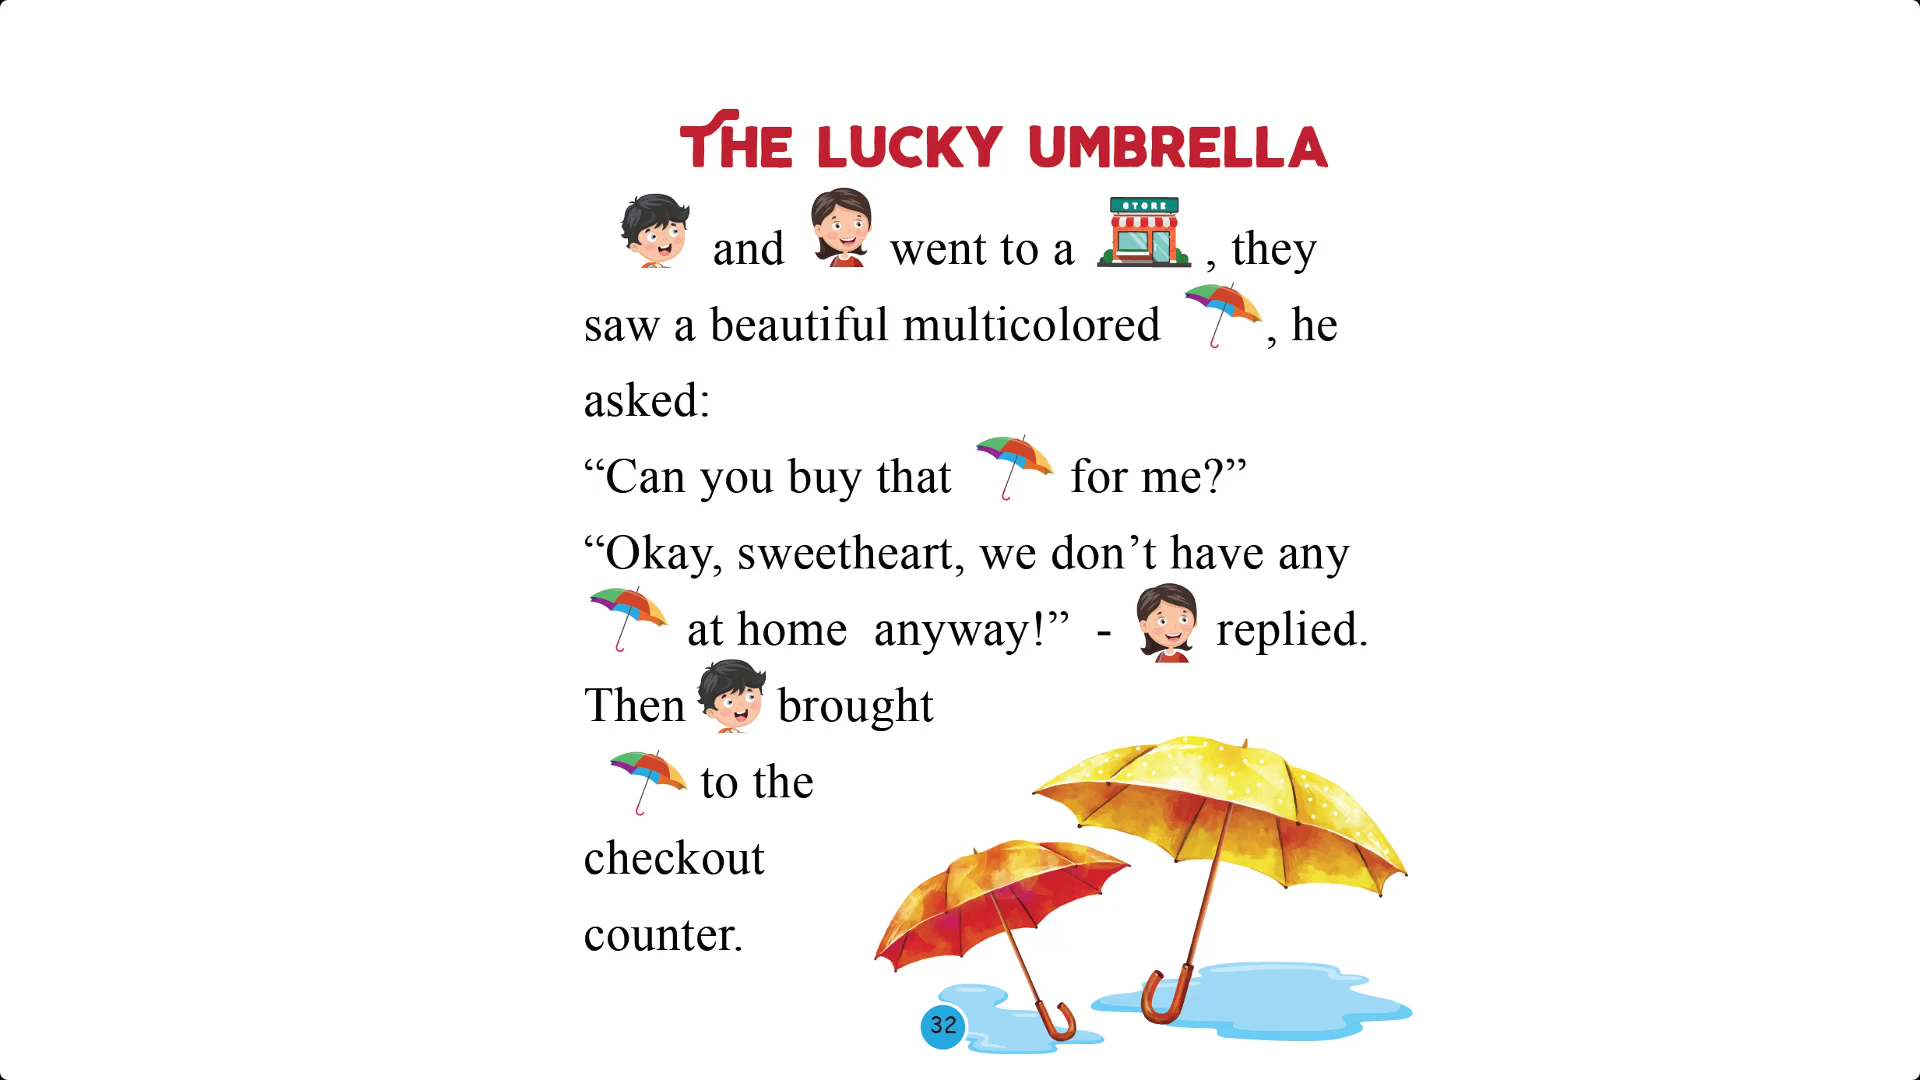 THE LUCKY UMBRELLA
STORE
and went to a , they
saw a beautiful multicolored , he
asked:
“Can you buy that for me?”
“Okay, sweetheart, we don’t have any
at home anyway!” - replied.
Then brought
to the
checkout
counter.
32